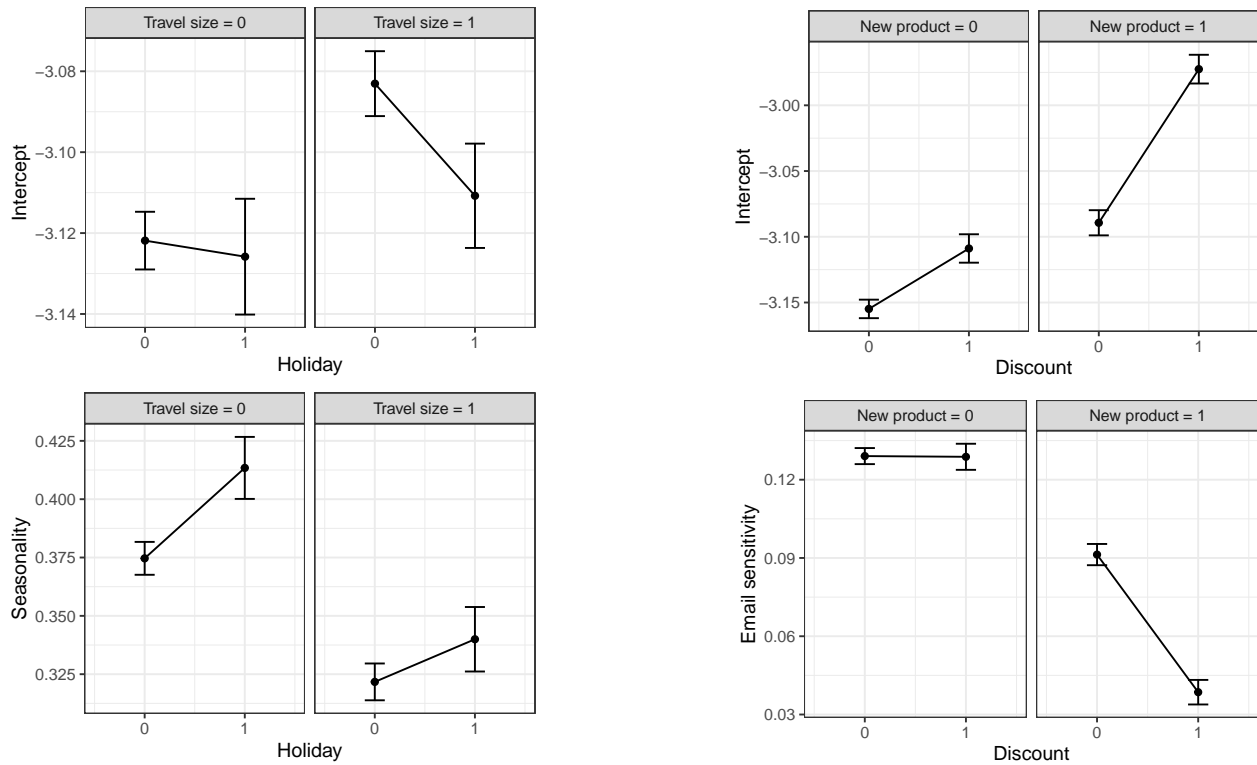 Travel size = 0
Travel size = 1
−3.08
−3.10
−3.12
−3.14
Intercept
0
1
0
1
Holiday
New product = 0
New product = 1
−3.00
−3.05
−3.10
−3.15
Intercept
0
1
0
1
Discount
Travel size = 0
Travel size = 1
0.425
0.400
0.375
0.350
0.325
Seasonality
0
1
0
1
Holiday
New product = 0
New product = 1
0.12
0.09
0.06
0.03
Email sensitivity
0
1
0
1
Discount